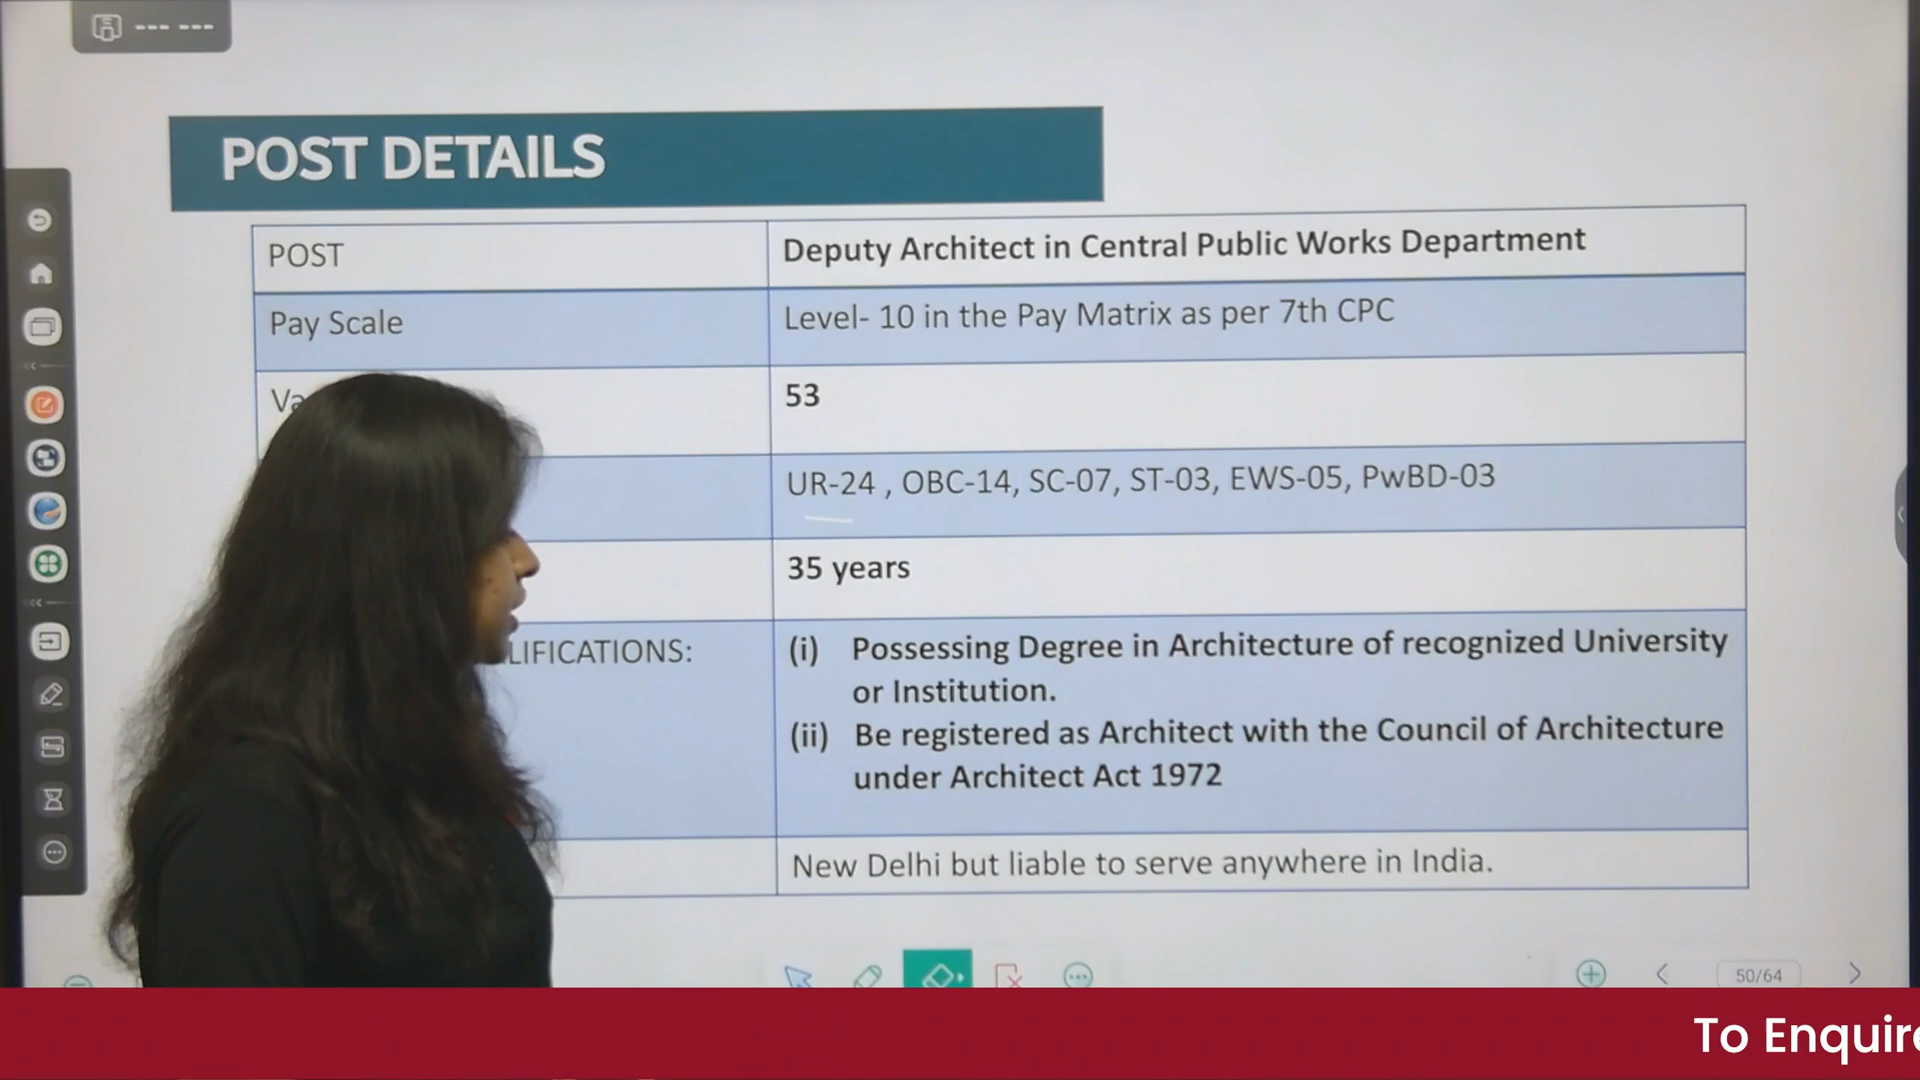 POST DETAILS
POST
Deputy Architect in Central Public Works Department
Pay Scale
Level- 10 in the Pay Matrix as per 7th CPC
53
UR-24 , OBC-14, SC-07, ST-03, EWS-05, PwBD-03
35 years
LIFICATIONS:
(i) Possessing Degree in Architecture of recognized University
or Institution.
(ii) Be registered as Architect with the Council of Architecture
under Architect Act 1972
New Delhi but liable to serve anywhere in India.
50/64
To Enquire